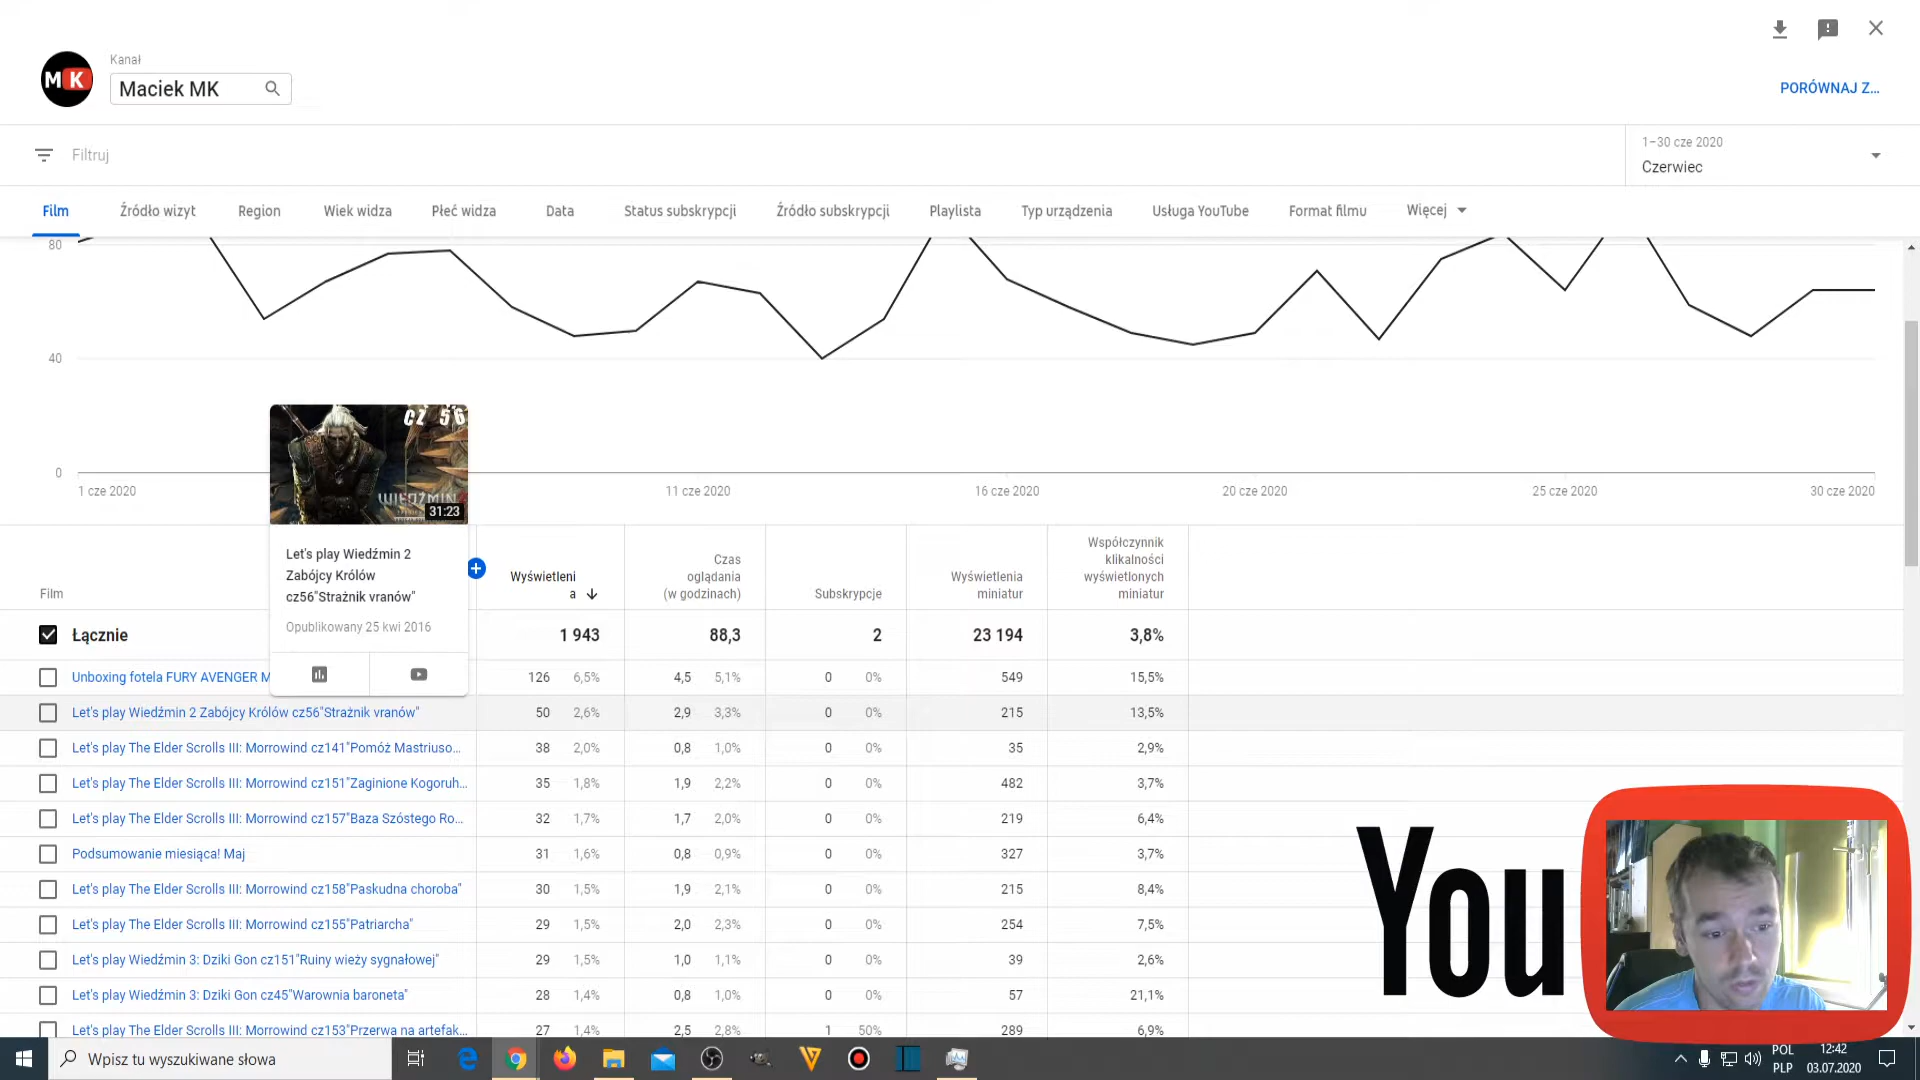 Kanał
MK
Maciek MK
PORÓWNAJ Z...
Filtruj
1–30 cze 2020
Czerwiec
Film
Źródło wizyt
Region
Wiek widza
Płeć widza
Data
Status subskrypcji
Źródło subskrypcji
Playlista
Typ urządzenia
Usługa YouTube
Format filmu
Więcej
80
40
0
1 cze 2020
11 cze 2020
16 cze 2020
20 cze 2020
25 cze 2020
30 cze 2020
CZ 56
WIEDŹMIN
31:23
Let's play Wiedźmin 2
Zabójcy Królów
cz56"Strażnik vranów"
Opublikowany 25 kwi 2016
Film
Wyświetleni
a
Czas
oglądania
(w godzinach)
Subskrypcje
Wyświetlenia
miniatur
Współczynnik
klikalności
wyświetlonych
miniatur
Łącznie 1 943 88,3 2 23 194 3,8%
Unboxing fotela FURY AVENGER M 126 6,5% 4,5 5,1% 0 0% 549 15,5%
Let's play Wiedźmin 2 Zabójcy Królów cz56"Strażnik vranów" 50 2,6% 2,9 3,3% 0 0% 215 13,5%
Let's play The Elder Scrolls III: Morrowind cz141"Pomóż Mastriuso... 38 2,0% 0,8 1,0% 0 0% 35 2,9%
Let's play The Elder Scrolls III: Morrowind cz151"Zaginione Kogoruh... 35 1,8% 1,9 2,2% 0 0% 482 3,7%
Let's play The Elder Scrolls III: Morrowind cz157"Baza Szóstego Ro... 32 1,7% 1,7 2,0% 0 0% 219 6,4%
Podsumowanie miesiąca! Maj 31 1,6% 0,8 0,9% 0 0% 327 3,7%
Let's play The Elder Scrolls III: Morrowind cz158"Paskudna choroba" 30 1,5% 1,9 2,1% 0 0% 215 8,4%
Let's play The Elder Scrolls III: Morrowind cz155"Patriarcha" 29 1,5% 2,0 2,3% 0 0% 254 7,5%
Let's play Wiedźmin 3: Dziki Gon cz151"Ruiny wieży sygnałowej" 29 1,5% 1,0 1,1% 0 0% 39 2,6%
Let's play Wiedźmin 3: Dziki Gon cz45"Warownia baroneta" 28 1,4% 0,8 1,0% 0 0% 57 21,1%
Let's play The Elder Scrolls III: Morrowind cz153"Przerwa na artefak... 27 1,4% 2,5 2,8% 1 50% 289 6,9%
You
Wpisz tu wyszukiwane słowa
POL
PLP
12:42
03.07.2020